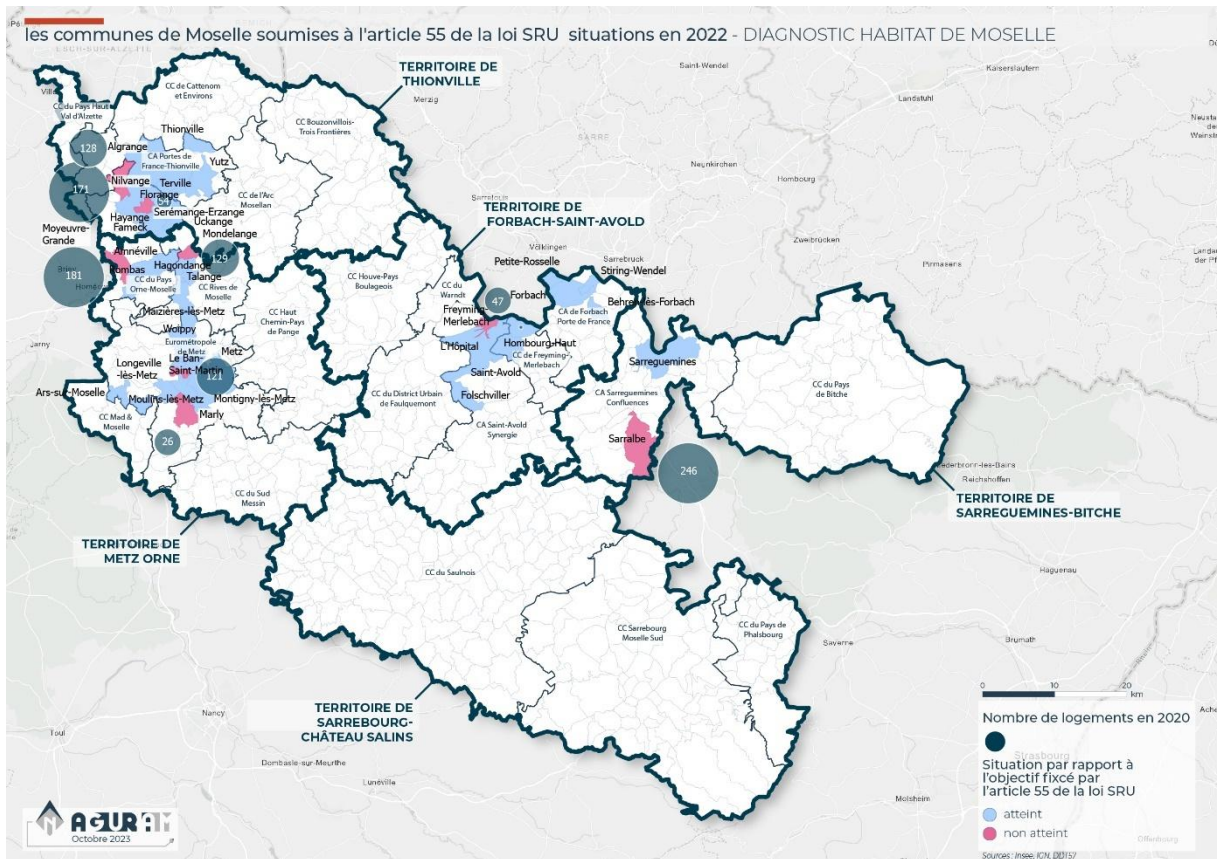 les communes de Moselle soumises à l'article 55 de la loi SRU situations en 2022 - DIAGNOSTIC HABITAT DE MOSELLE
TERRITOIRE DE
THIONVILLE
Saint-Wendel
Kaiserslautern
Merzig
Landstuhl
SARRE
Neunkirchen
Hombourg
CC du Pays Haut
Val d'Alzette
CC de Cattenom
et Environs
CC Bouzonvillois-
Trois Frontières
Thionville
128
Algrange
CA Portes de
France-Thionville
Yutz
171
Nilvange
Terville
Florange
54
CC de l'Arc
Mosellan
Hayange
Serémange-Erzange
Fameck
Uckange
Mondelange
Moyeuvre-
Grande
TERRITOIRE DE
FORBACH-SAINT-AVOLD
Völklingen
Sarrebruck
Zweibrücken
Pirmasens
Amnéville
129
181
Rombas
Hagondange
Talange
CC du Pays
Orne-Moselle
CC Rives de
Moselle
Maizières-lès-Metz
CC Houve-Pays
Boulageois
CC du
Warndt
Petite-Rosselle
Stiring-Wendel
47
Forbach
Behren-lès-Forbach
CA de Forbach
Porte de France
Freyming-
Merlebach
CC Haut
Chemin-Pays
de Pange
Woippy
Eurométropole
de Metz
Metz
Jarny
L'Hôpital
Hombourg-Haut
CC de Freyming-
Merlebach
Sarreguemines
Longeville
-lès-Metz
Le Ban-
Saint-Martin
121
Saint-Avold
Ars-sur-Moselle
Moulins-lès-Metz
Montigny-lès-Metz
CC du District Urbain
de Faulquemont
Folschviller
CA Sarreguemines
Confluences
CC du Pays
de Bitche
CC Mad &
Moselle
Marly
26
CA Saint-Avold
Synergie
Sarralbe
246
Reichshoffen
CC du Sud
Messin
TERRITOIRE DE
SARREGUEMINES-BITCHE
TERRITOIRE DE
METZ ORNE
CC du Saulnois
Haguenau
CC Sarrebourg
Moselle Sud
CC du Pays de
Phalsbourg
Saverne
Brumath
TERRITOIRE DE
SARREBOURG-
CHÂTEAU SALINS
Nancy
Toul
Dombasle-sur-Meurthe
Lunéville
Molsheim
Strasbourg
Offenbourg
0 10 20
km
Nombre de logements en 2020
Situation par rapport à
l'objectif fixcé par
l'article 55 de la loi SRU
atteint
non atteint
Sources : Insee, IGN, DDT57
AGURAM
Octobre 2023